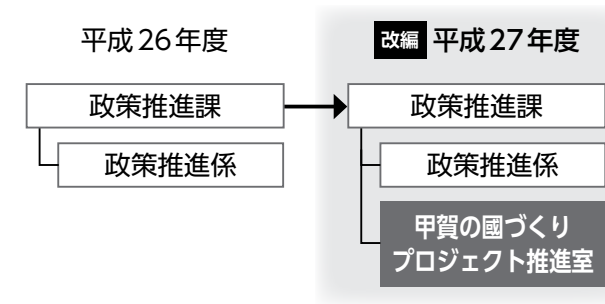 平成26年度
政策推進課
政策推進係
改編 平成27年度
政策推進課
政策推進係
甲賀の國づくり
プロジェクト推進室